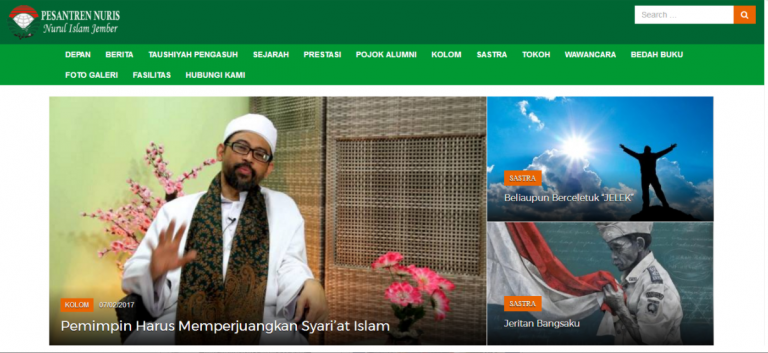 PESANTREN NURIS
Nurul Islam Jember
Search ...
DEPAN BERITA TAUSHIYAH PENGASUH SEJARAH PRESTASI POJOK ALUMNI KOLOM SASTRA TOKOH WAWANCARA BEDAH BUKU
FOTO GALERI FASILITAS HUBUNGI KAMI
KOLOM 07/02/2017
Pemimpin Harus Memperjuangkan Syari'at Islam
SASTRA
Beliaupun Berceletuk "JELEK"
SASTRA
Jeritan Bangsaku